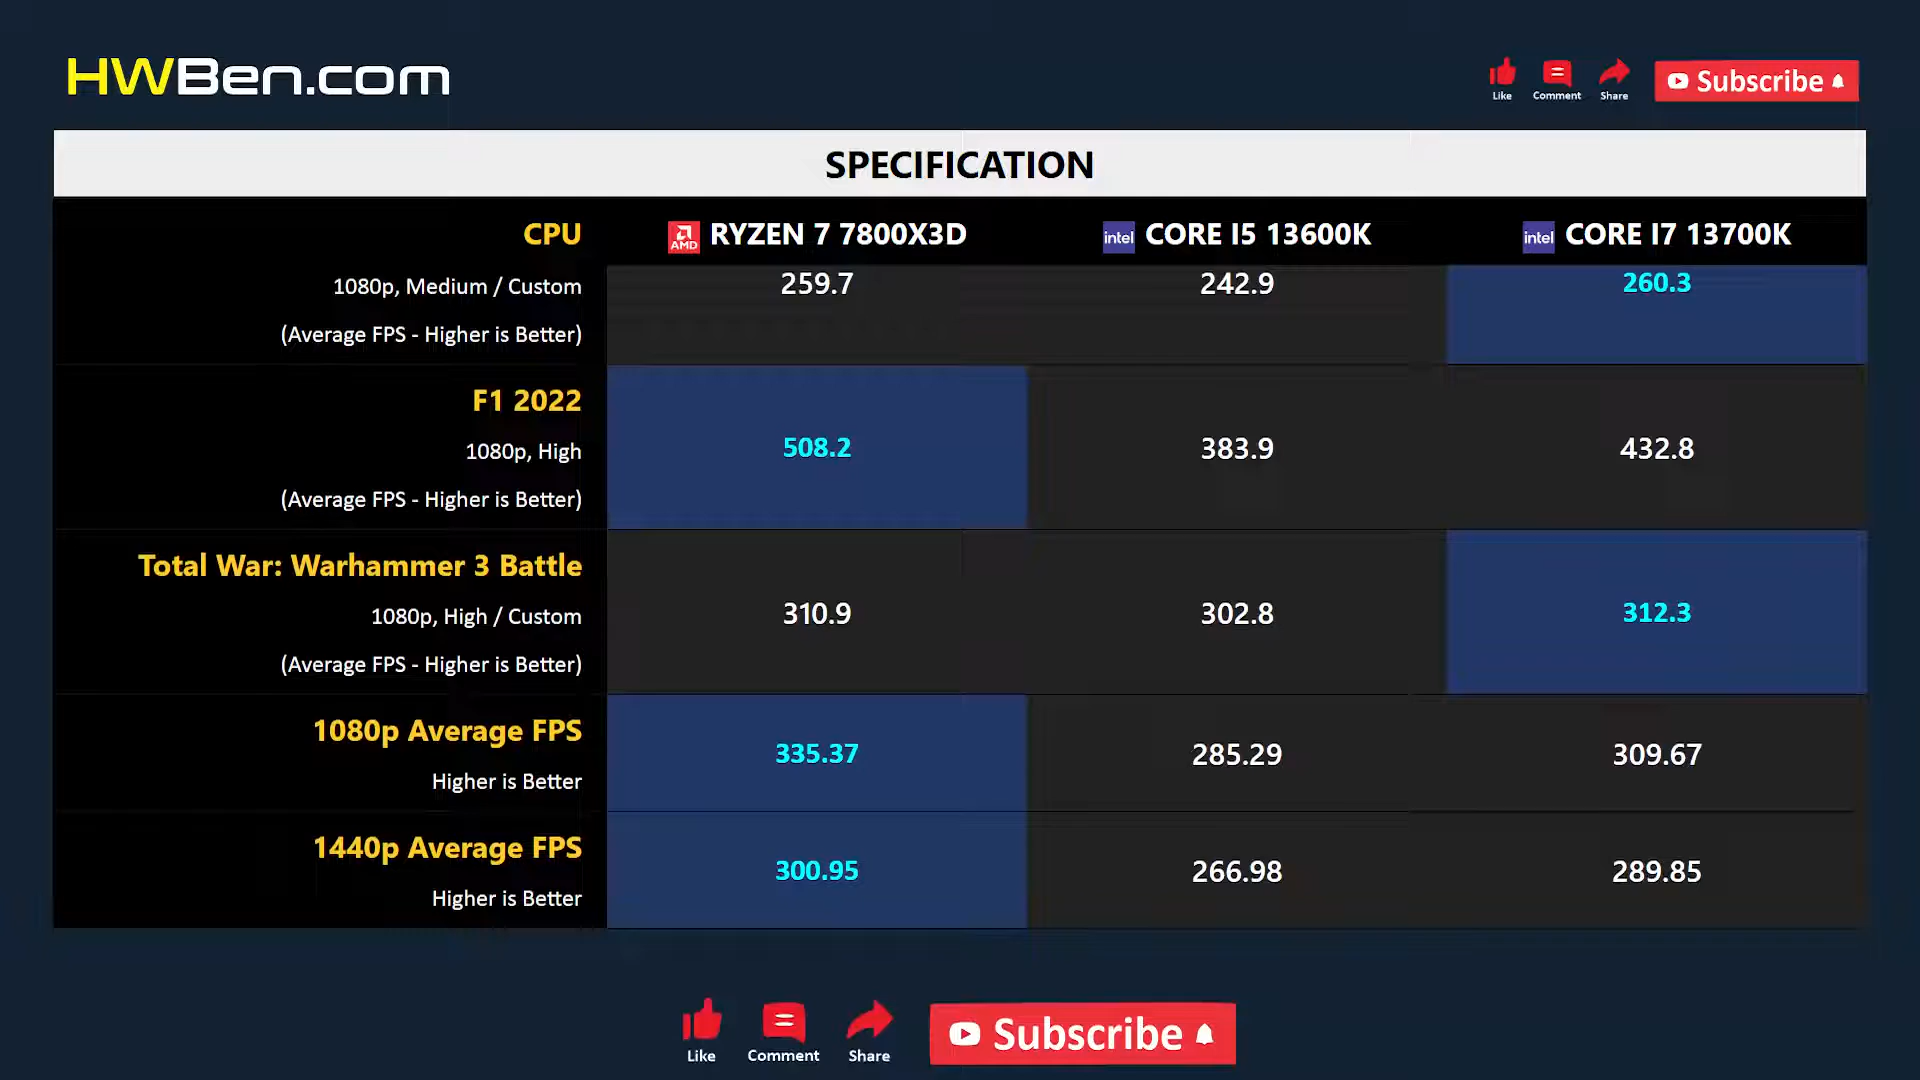 HWBen.com
Like Comment Share Subscribe
SPECIFICATION
CPU AMD RYZEN 7 7800X3D intel CORE I5 13600K intel CORE I7 13700K
1080p, Medium / Custom 259.7 242.9 260.3
(Average FPS - Higher is Better)
F1 2022
1080p, High 508.2 383.9 432.8
(Average FPS - Higher is Better)
Total War: Warhammer 3 Battle
1080p, High / Custom 310.9 302.8 312.3
(Average FPS - Higher is Better)
1080p Average FPS 335.37 285.29 309.67
Higher is Better
1440p Average FPS 300.95 266.98 289.85
Higher is Better
Like Comment Share Subscribe